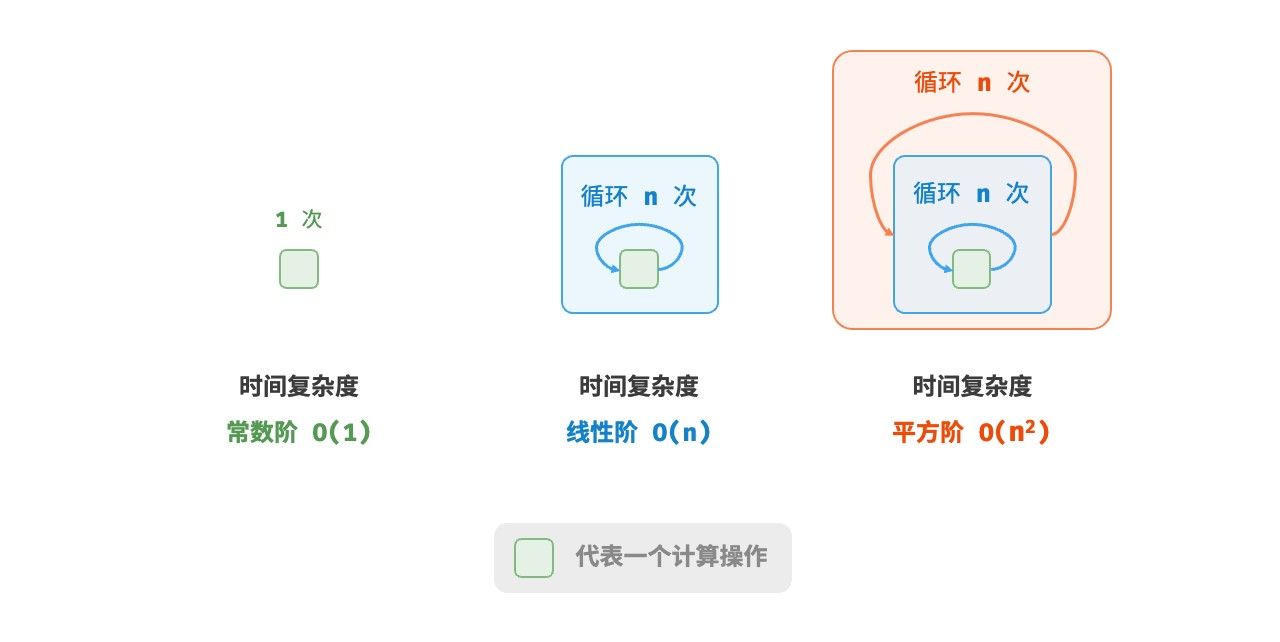 循环 n 次
循环 n 次
循环 n 次
1 次
时间复杂度
时间复杂度
时间复杂度
常数阶 O(1)
线性阶 O(n)
平方阶 O(n²)
代表一个计算操作